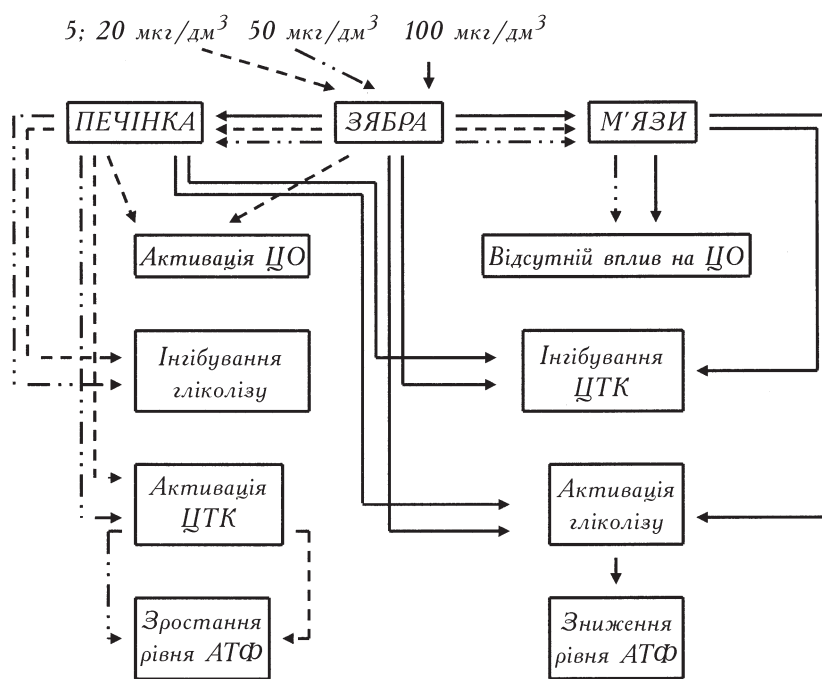 5; 20 мкг/дм³ 50 мкг/дм³ 100 мкг/дм³
ПЕЧІНКА ЗЯБРА М'ЯЗИ
Активація ЦО Відсутній вплив на ЦО
Інгібування
гліколізу
Інгібування
ЦТК
Активація
ЦТК
Активація
гліколізу
Зростання
рівня АТФ
Зниження
рівня АТФ